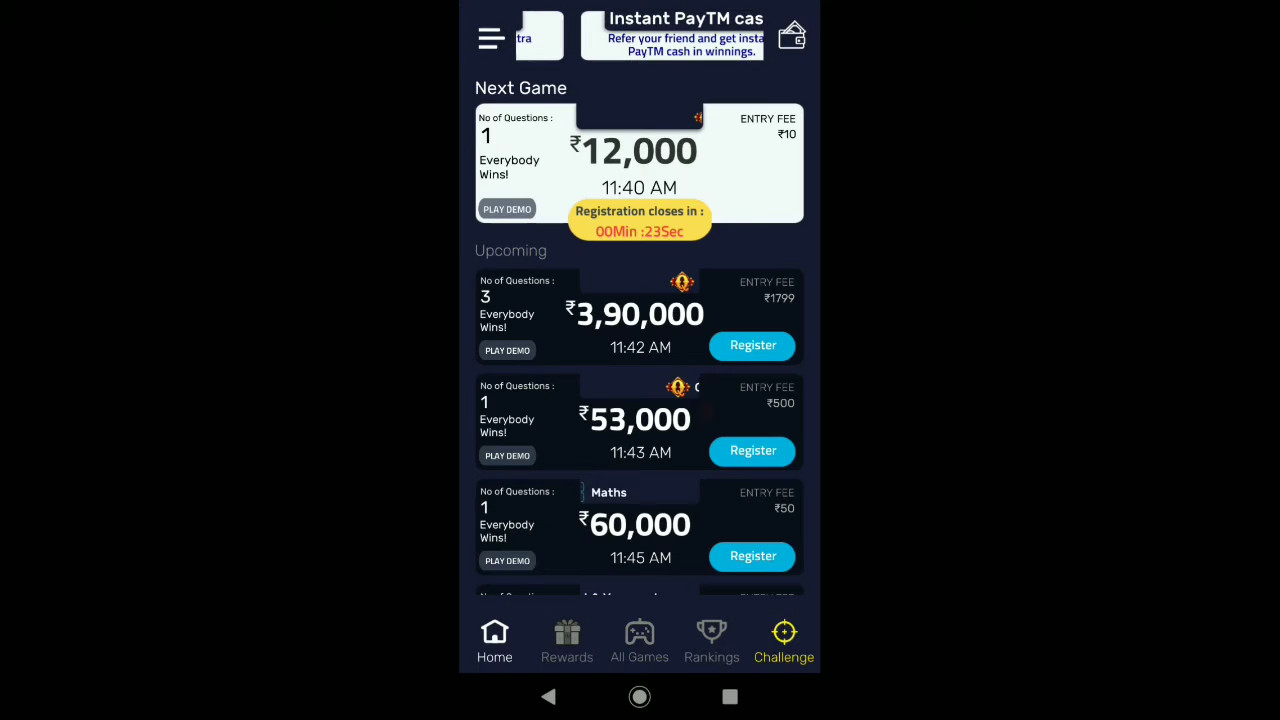 Instant PayTM cas
tra
Refer your friend and get insta
PayTM cash in winnings.
Next Game
No of Questions :
1
Everybody
Wins!
PLAY DEMO
₹12,000
11:40 AM
Registration closes in :
00Min :23Sec
ENTRY FEE
₹10
Upcoming
No of Questions :
3
Everybody
Wins!
PLAY DEMO
₹3,90,000
11:42 AM
ENTRY FEE
₹1799
Register
No of Questions :
1
Everybody
Wins!
PLAY DEMO
₹53,000
11:43 AM
ENTRY FEE
₹500
Register
No of Questions :
1
Everybody
Wins!
PLAY DEMO
Maths
₹60,000
11:45 AM
ENTRY FEE
₹50
Register
Home
Rewards
All Games
Rankings
Challenge